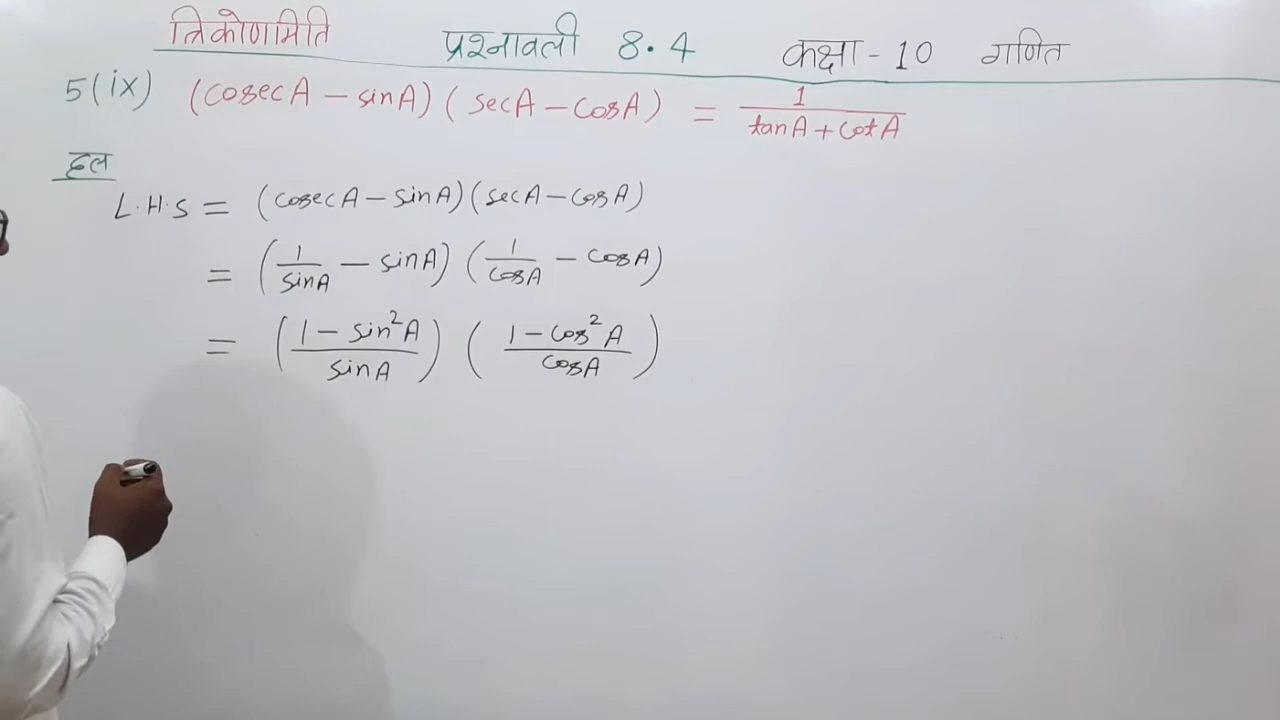 त्रिकोणमिति प्रश्नावली 8.4 कक्षा - 10 गणित
5(ix) (cosecA - sinA)(secA - cosA) = 1/(tanA + cotA)
हल
L.H.S = (cosecA - sinA)(secA - cosA)
= (1/sinA - sinA)(1/cosA - cosA)
= ((1 - sin²A)/sinA)((1 - cos²A)/cosA)